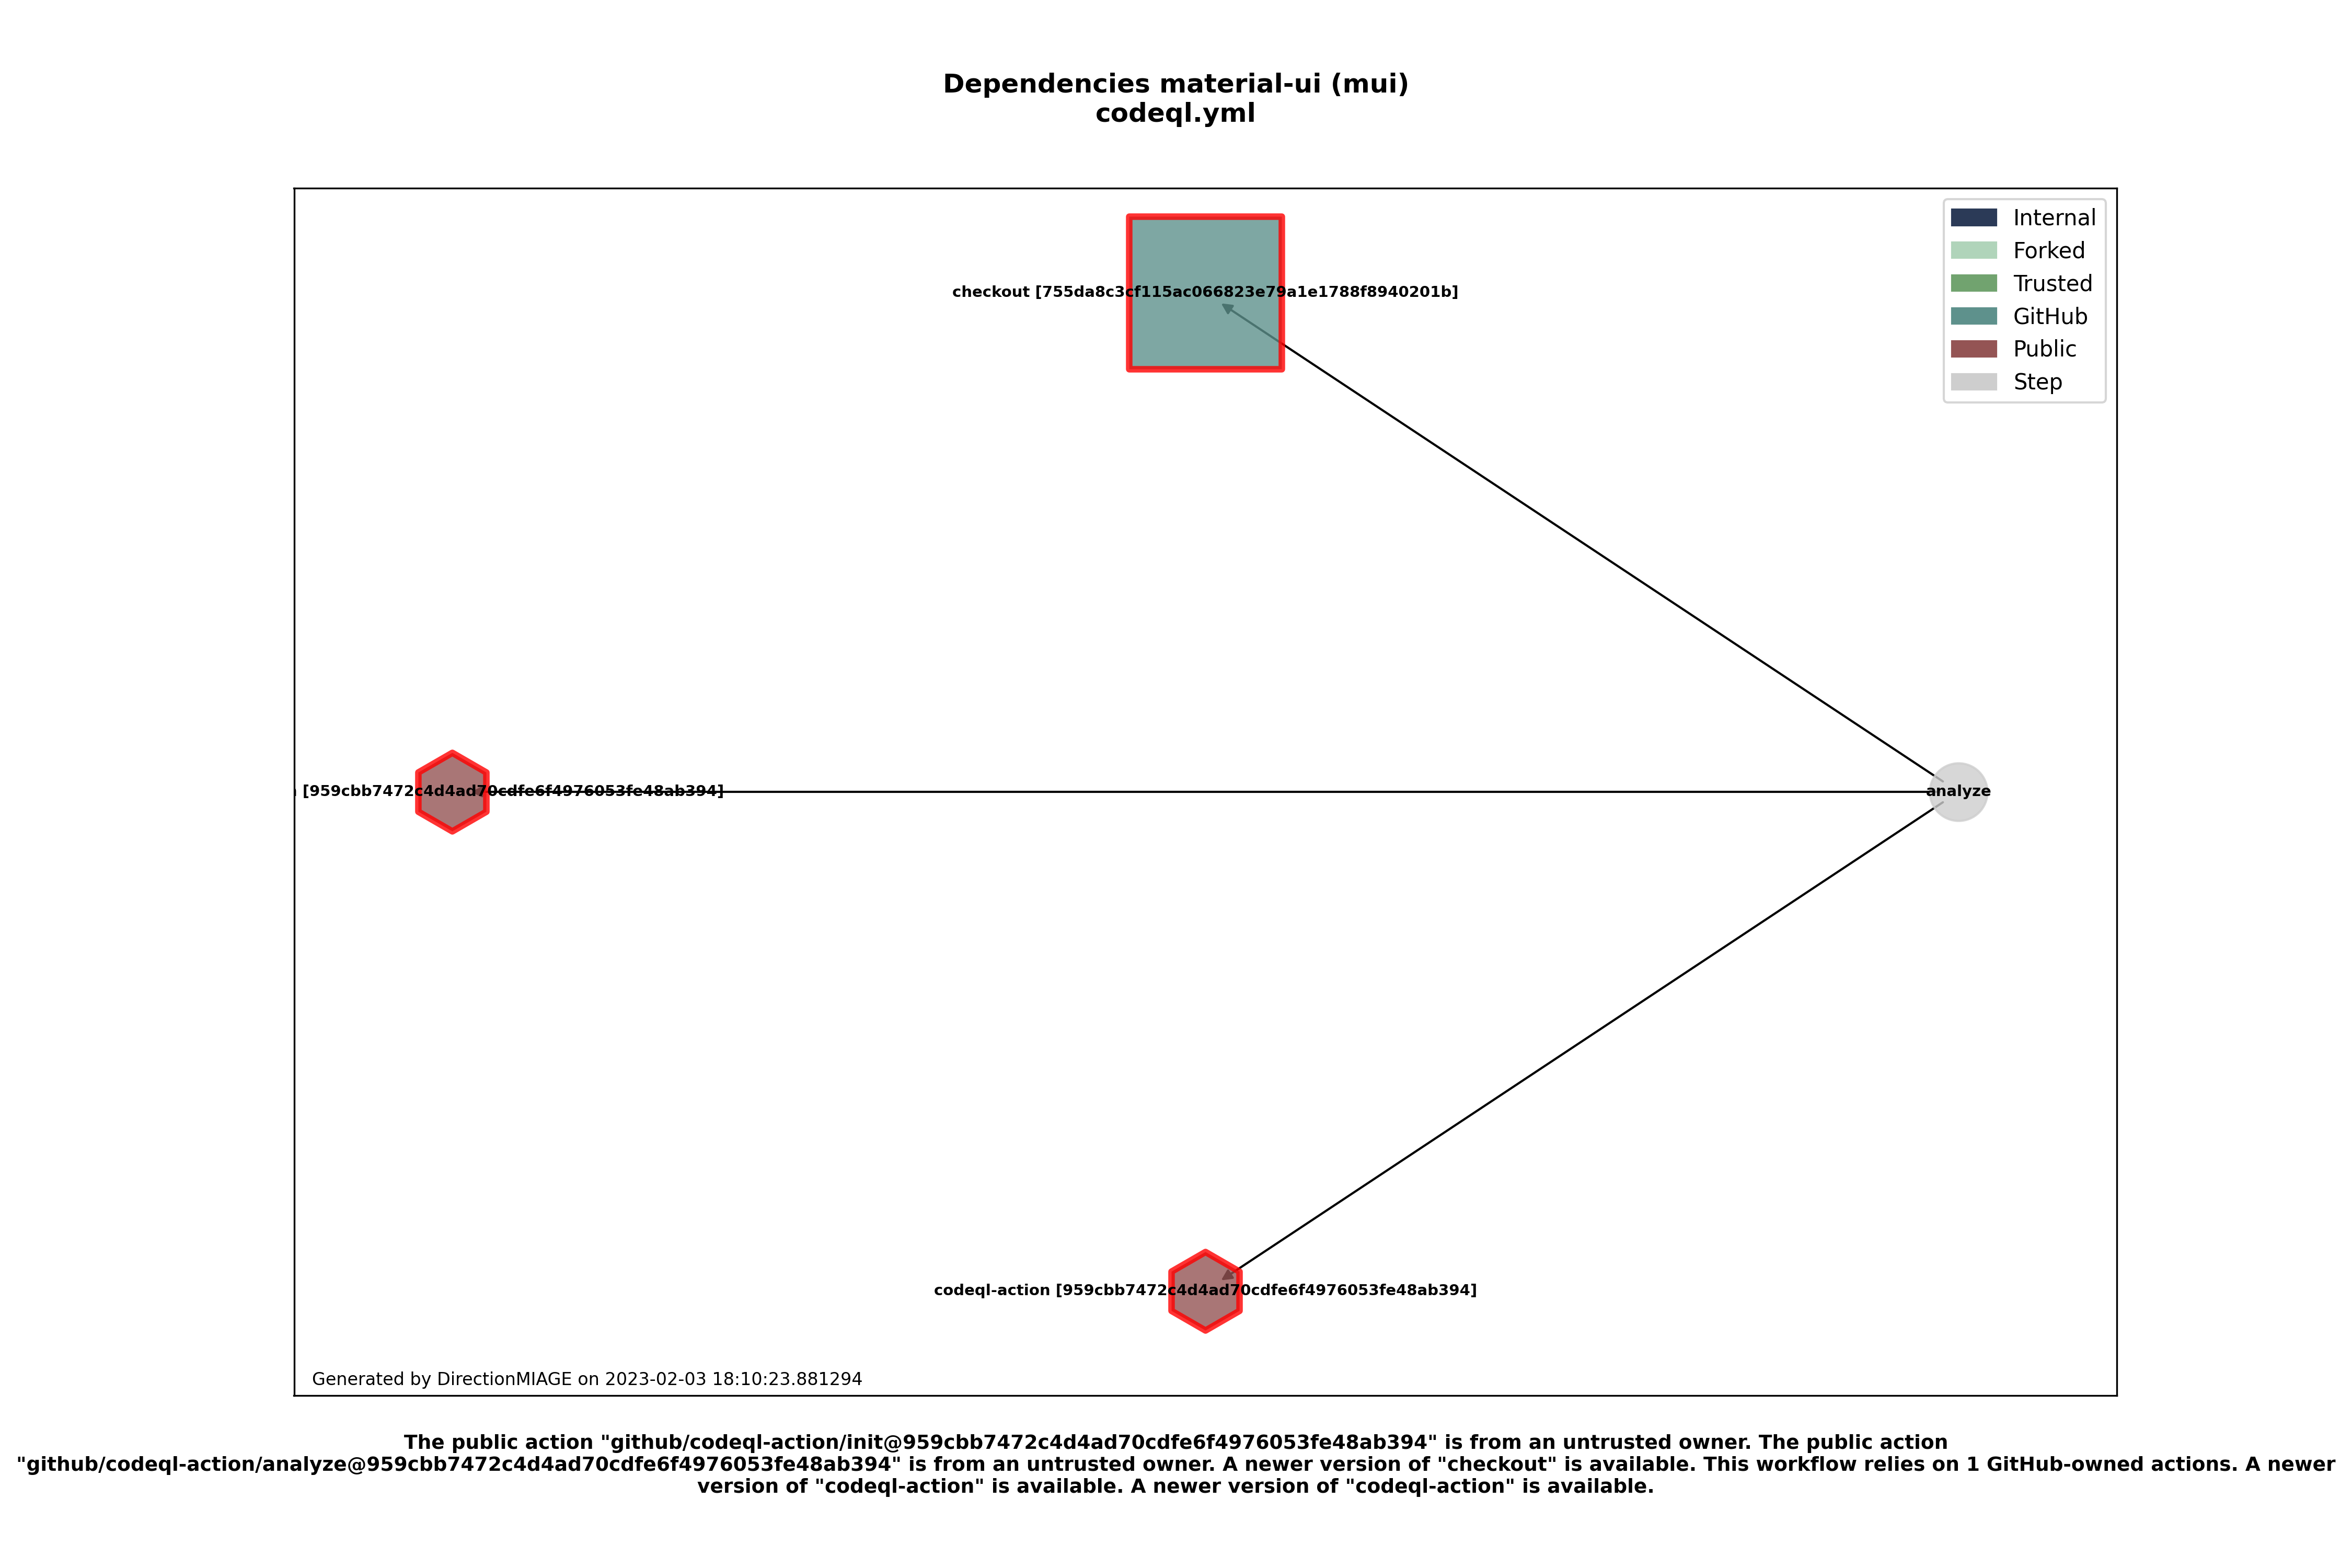 Dependencies material-ui (mui)
codeql.yml
Internal
Forked
Trusted
GitHub
Public
Step
checkout [755da8c3cf115ac066823e79a1e1788f8940201b]
[959cbb7472c4d4ad70cdfe6f4976053fe48ab394]
analyze
codeql-action [959cbb7472c4d4ad70cdfe6f4976053fe48ab394]
Generated by DirectionMIAGE on 2023-02-03 18:10:23.881294
The public action "github/codeql-action/init@959cbb7472c4d4ad70cdfe6f4976053fe48ab394" is from an untrusted owner. The public action
"github/codeql-action/analyze@959cbb7472c4d4ad70cdfe6f4976053fe48ab394" is from an untrusted owner. A newer version of "checkout" is available. This workflow relies on 1 GitHub-owned actions. A newer
version of "codeql-action" is available. A newer version of "codeql-action" is available.